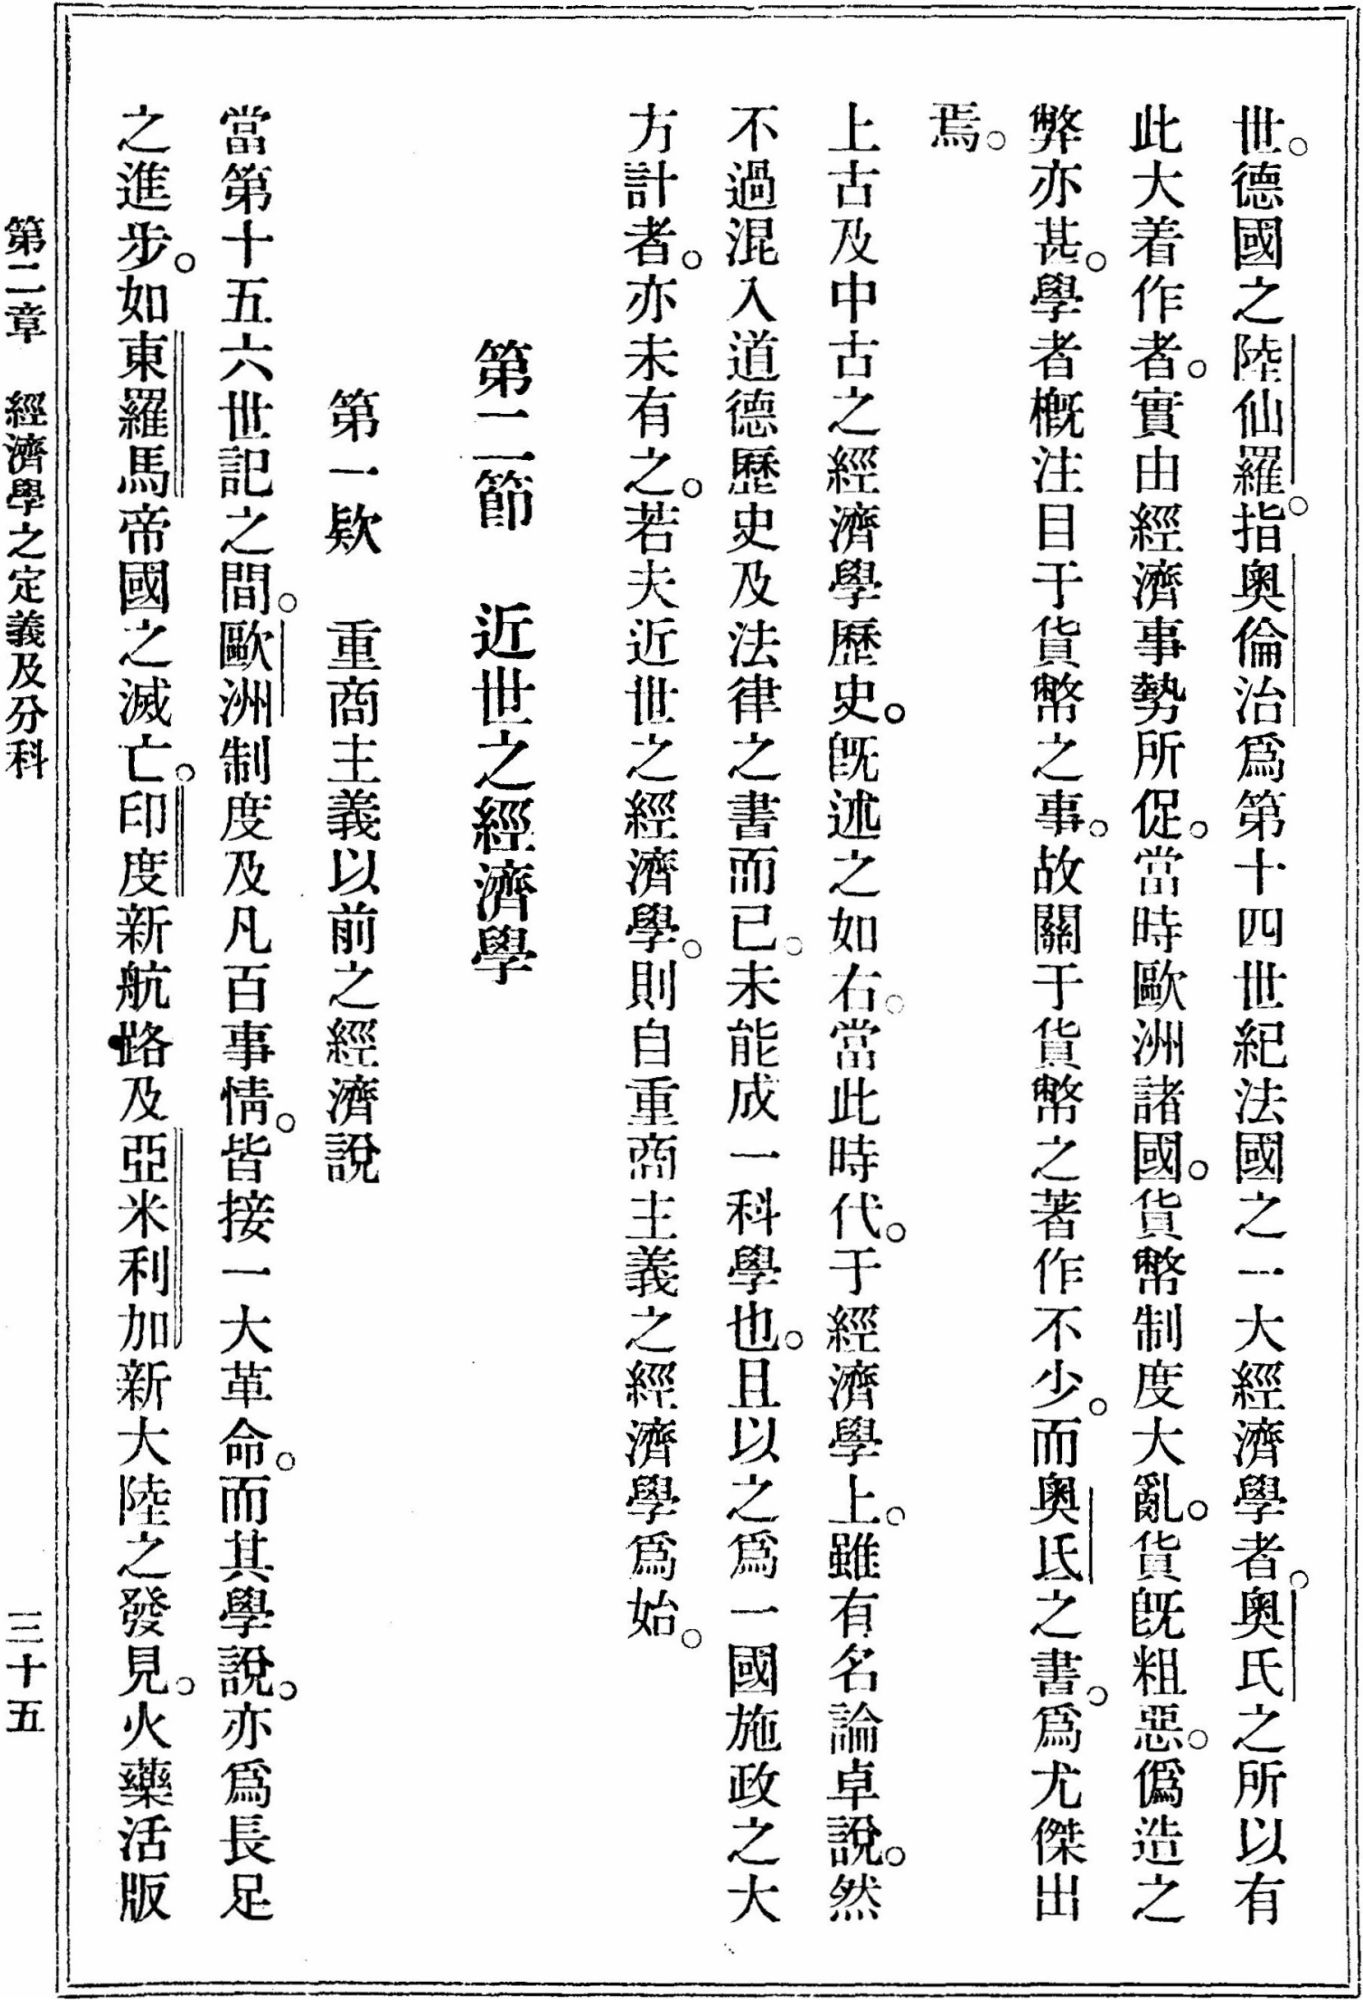 世。德國之陸仙羅。指奧倫治爲第十四世紀法國之一大經濟學者。奧氏之所以有
此大着作者。實由經濟事勢所促。當時歐洲諸國。貨幣制度大亂。貨旣粗惡。僞造之
弊亦甚。學者槪注目于貨幣之事。故關于貨幣之著作不少。而奧氏之書。爲尤傑出
焉。
上古及中古之經濟學歷史。旣述之如右。當此時代。于經濟學上。雖有名論卓說。然
不過混入道德歷史及法律之書而已。未能成一科學也。且以之爲一國施政之大
方計者。亦未有之。若夫近世之經濟學。則自重商主義之經濟學爲始。
第二節　近世之經濟學
第一欵　重商主義以前之經濟說
當第十五六世記之間。歐洲制度及凡百事情。皆接一大革命。而其學說。亦爲長足
之進步。如東羅馬帝國之滅亡。印度新航路及亞米利加新大陸之發見。火藥活版
第二章　經濟學之定義及分科
三十五